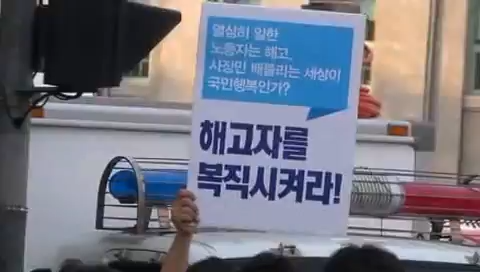 열심히 일한
노동자는 해고,
사장만 배불리는 세상이
국민행복인가?
해고자를
복직시켜라!